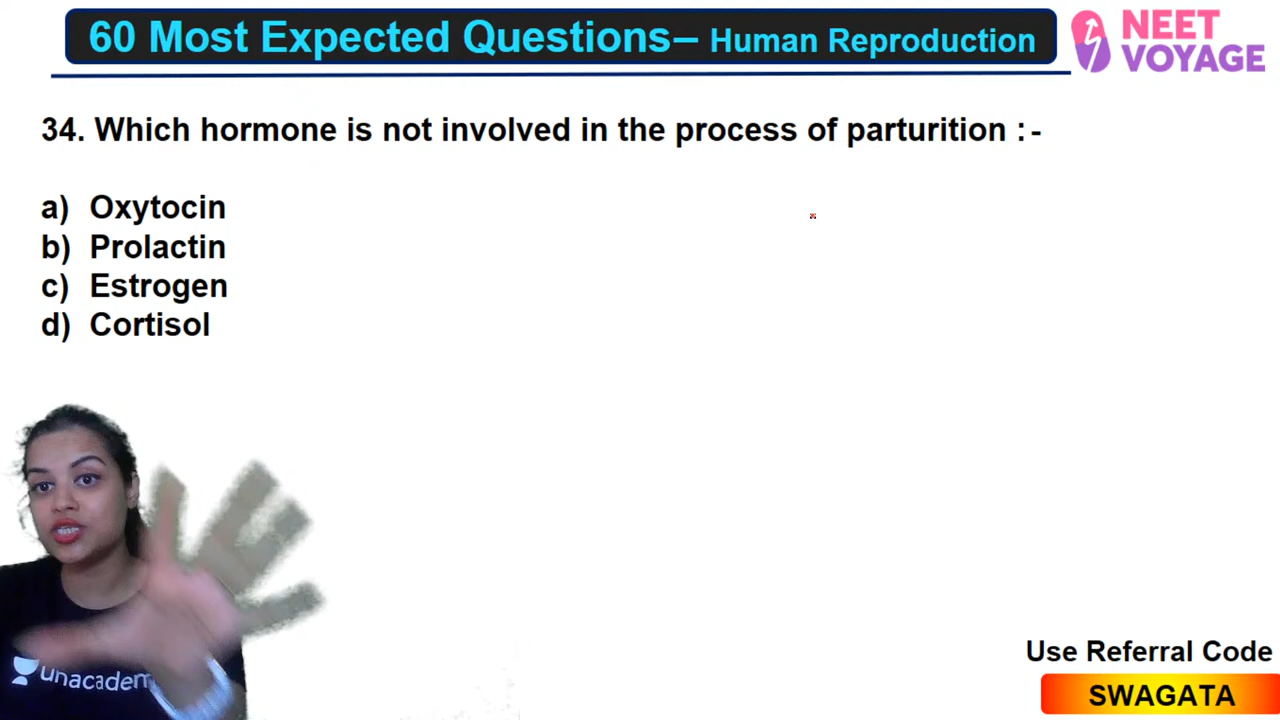 60 Most Expected Questions– Human Reproduction
NEET
VOYAGE
34. Which hormone is not involved in the process of parturition : -
a) Oxytocin
b) Prolactin
c) Estrogen
d) Cortisol
unacadem
Use Referral Code
SWAGATA